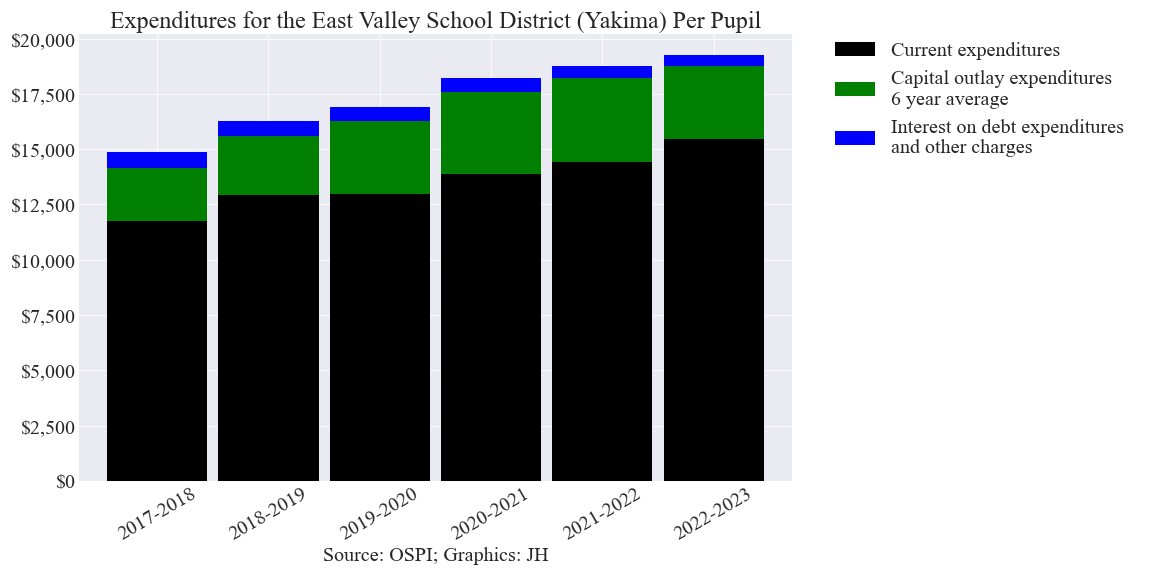 Expenditures for the East Valley School District (Yakima) Per Pupil
$20,000
$17,500
$15,000
$12,500
$10,000
$7,500
$5,000
$2,500
$0
2017-2018
2018-2019
2019-2020
2020-2021
2021-2022
2022-2023
Source: OSPI; Graphics: JH
Current expenditures
Capital outlay expenditures
6 year average
Interest on debt expenditures
and other charges